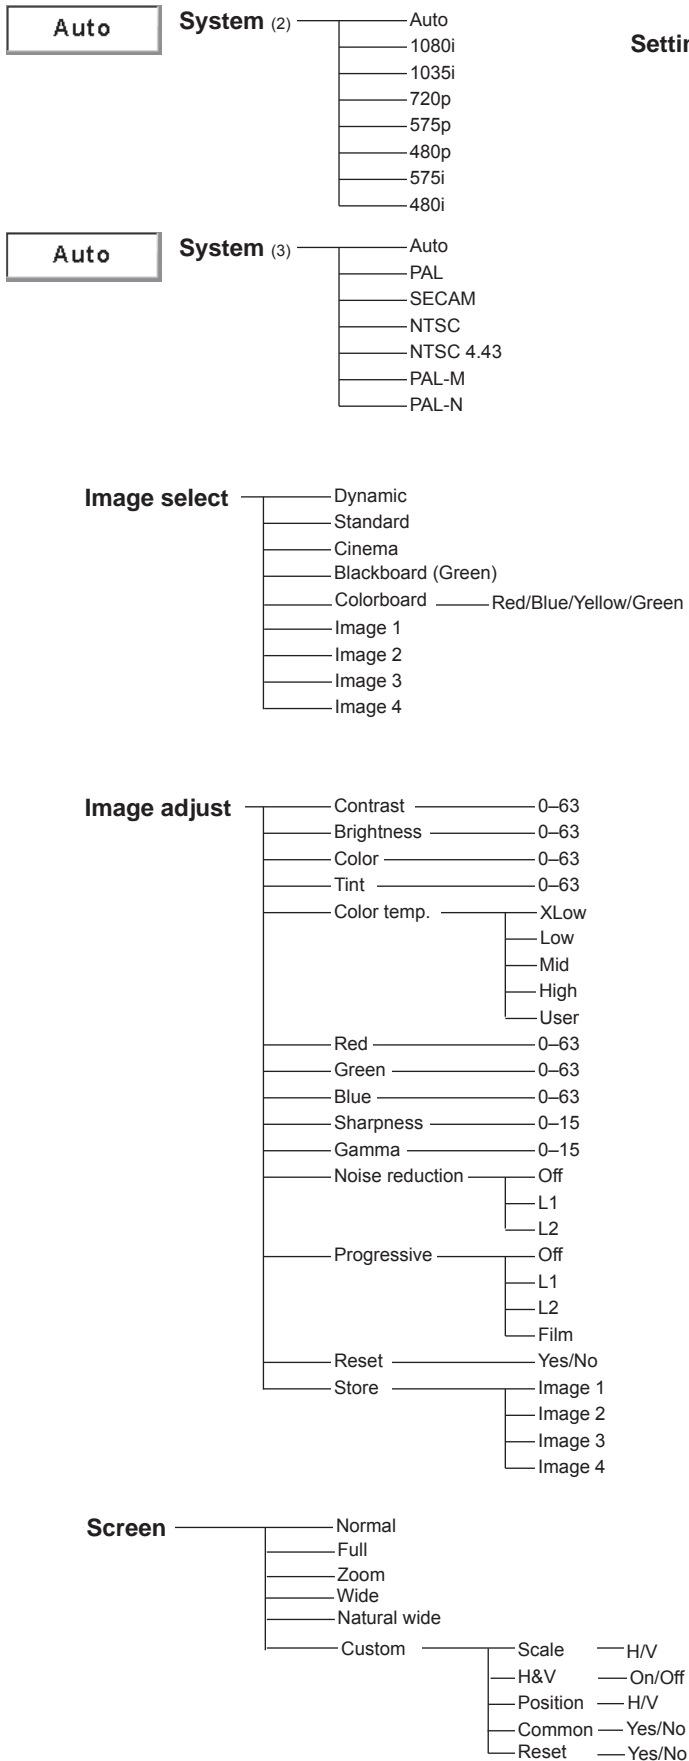 Auto System (2) Auto
1080i
1035i
720p
575p
480p
575i
480i
Auto System (3) Auto
PAL
SECAM
NTSC
NTSC 4.43
PAL-M
PAL-N
Image select Dynamic
Standard
Cinema
Blackboard (Green)
Colorboard Red/Blue/Yellow/Green
Image 1
Image 2
Image 3
Image 4
Image adjust Contrast 0–63
Brightness 0–63
Color 0–63
Tint 0–63
Color temp. XLow
Low
Mid
High
User
Red 0–63
Green 0–63
Blue 0–63
Sharpness 0–15
Gamma 0–15
Noise reduction Off
L1
L2
Progressive Off
L1
L2
Film
Reset Yes/No
Store Image 1
Image 2
Image 3
Image 4
Screen Normal
Full
Zoom
Wide
Natural wide
Custom Scale H/V
H&V On/Off
Position H/V
Common Yes/No
Reset Yes/No